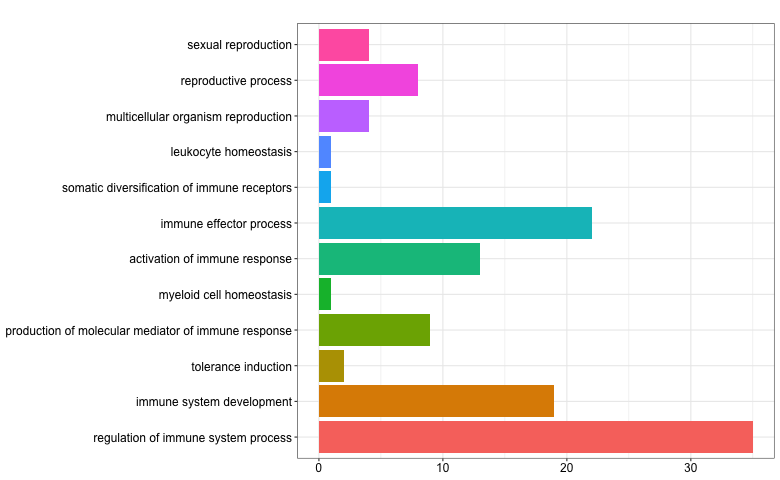 sexual reproduction
reproductive process
multicellular organism reproduction
leukocyte homeostasis
somatic diversification of immune receptors
immune effector process
activation of immune response
myeloid cell homeostasis
production of molecular mediator of immune response
tolerance induction
immune system development
regulation of immune system process
0 10 20 30